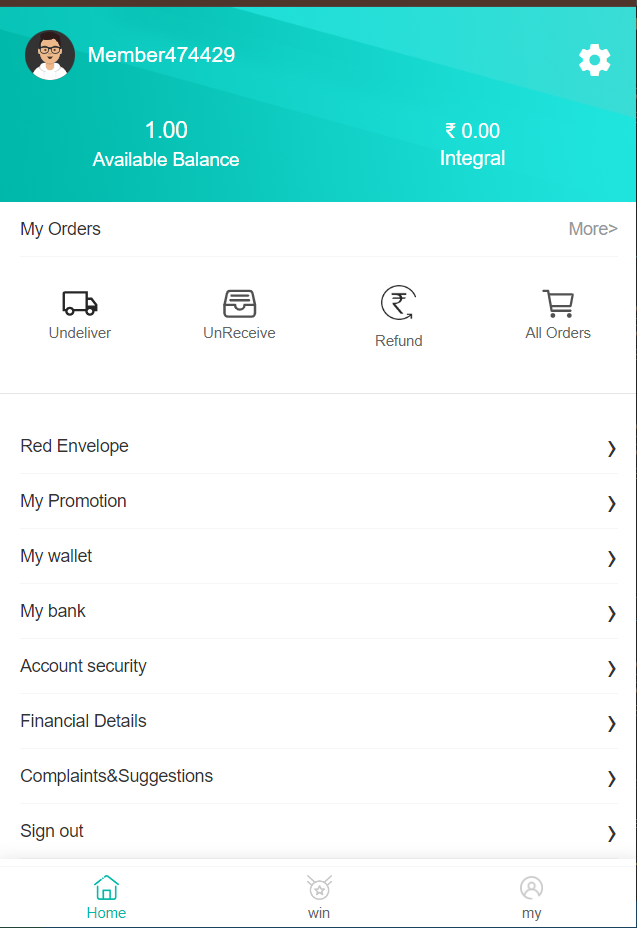 Member474429
1.00
₹ 0.00
Available Balance
Integral
My Orders
More>
Undeliver
UnReceive
Refund
All Orders
Red Envelope
My Promotion
My wallet
My bank
Account security
Financial Details
Complaints&Suggestions
Sign out
Home
win
my